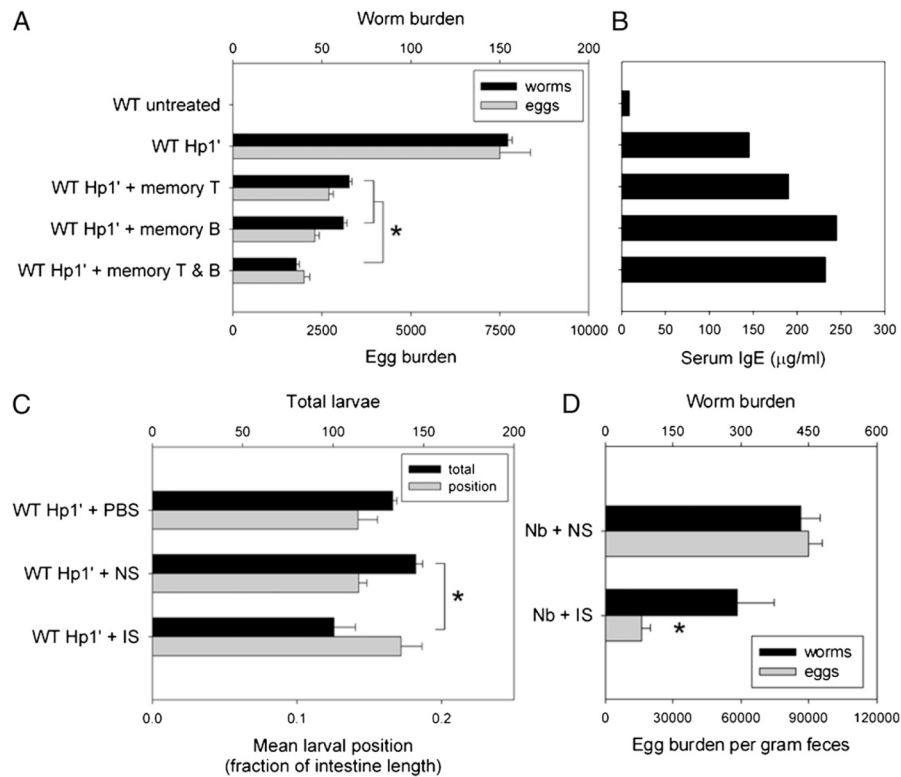 A
Worm burden
0 50 100 150 200
worms
eggs
WT untreated
WT Hp1'
WT Hp1' + memory T
WT Hp1' + memory B
WT Hp1' + memory T & B
*
0 2500 5000 7500 10000
Egg burden
B
0 50 100 150 200 250 300
Serum IgE (μg/ml)
C
Total larvae
0 50 100 150 200
total
position
WT Hp1' + PBS
WT Hp1' + NS
WT Hp1' + IS
*
0.0 0.1 0.2
Mean larval position
(fraction of intestine length)
D
Worm burden
0 150 300 450 600
Nb + NS
Nb + IS
*
worms
eggs
0 30000 60000 90000 120000
Egg burden per gram feces